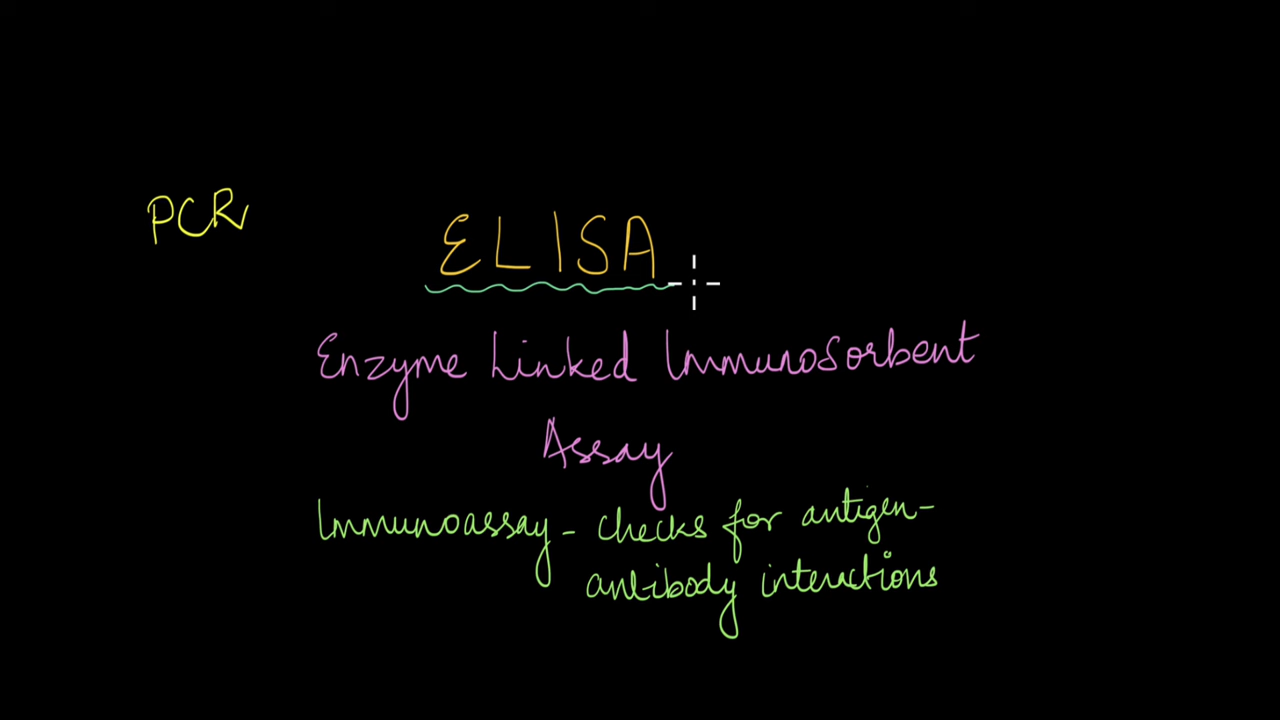 PCR
ELISA
Enzyme Linked Immunosorbent
Assay
Immunoassay - checks for antigen-
antibody interactions